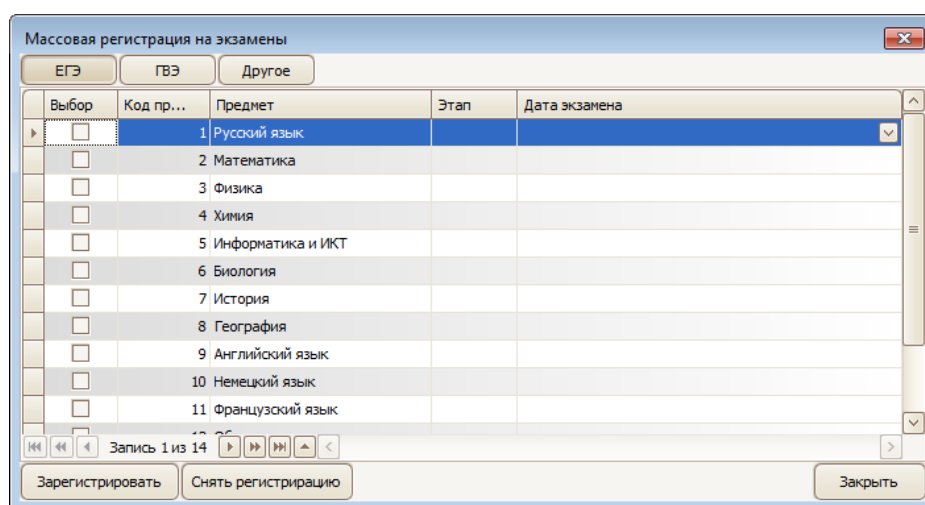 Массовая регистрация на экзамены
ЕГЭ ГВЭ Другое
Выбор Код пр... Предмет Этап Дата экзамена
1 Русский язык
2 Математика
3 Физика
4 Химия
5 Информатика и ИКТ
6 Биология
7 История
8 География
9 Английский язык
10 Немецкий язык
11 Французский язык
Запись 1 из 14
Зарегистрировать Снять регистрирацию Закрыть